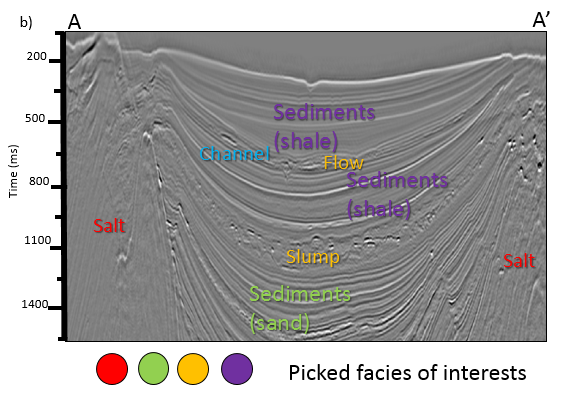 b)
A
A’
200
500
800
1100
1400
Time (ms)
Sediments
(shale)
Channel
Flow
Sediments
(shale)
Salt
Slump
Salt
Sediments
(sand)
Picked facies of interests